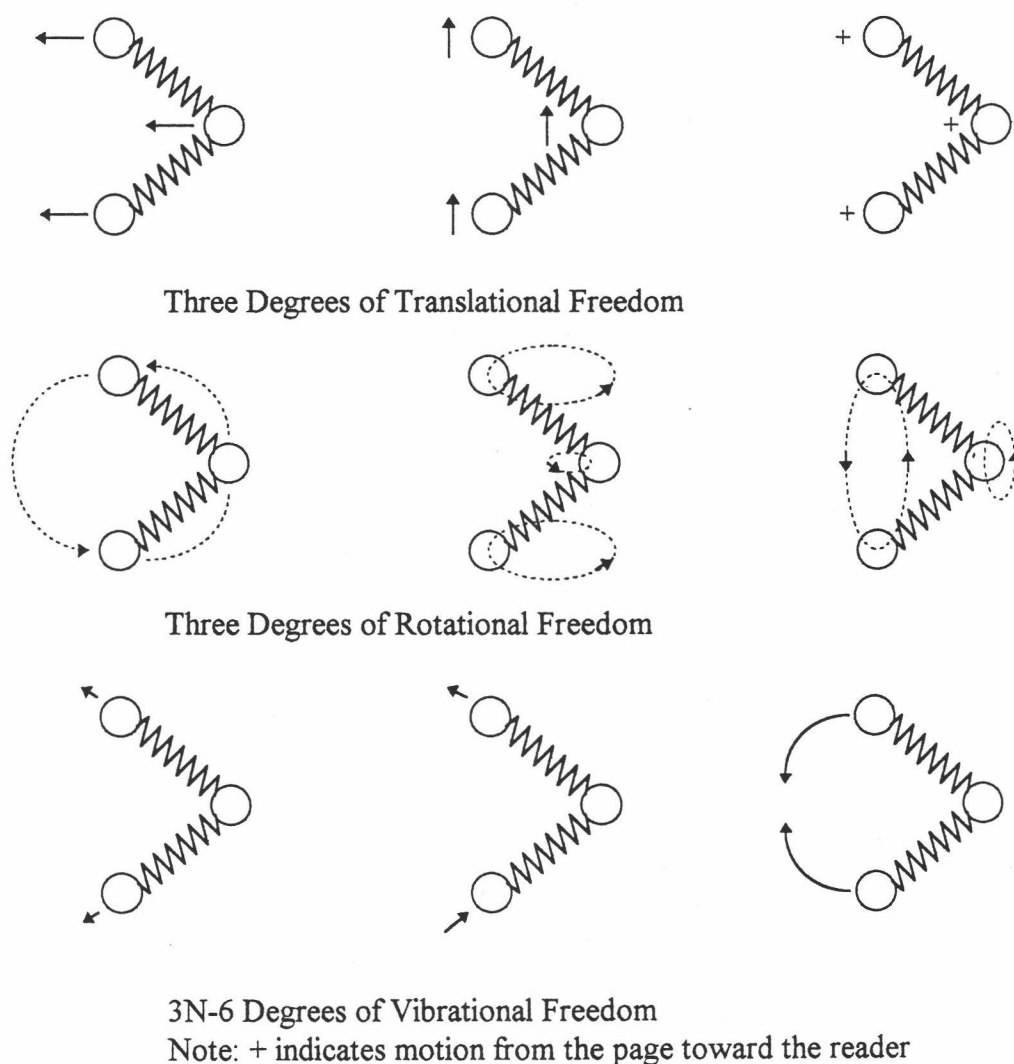 +
+
+
Three Degrees of Translational Freedom
Three Degrees of Rotational Freedom
3N-6 Degrees of Vibrational Freedom
Note: + indicates motion from the page toward the reader